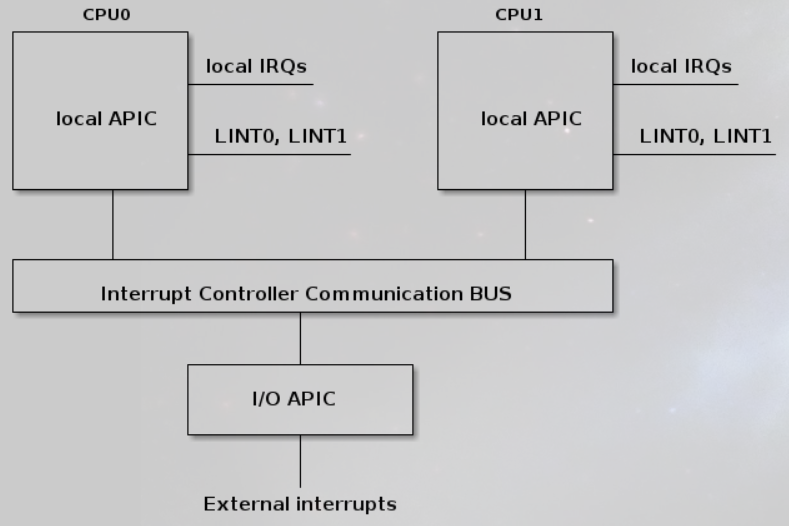 CPU0
CPU1
local IRQs
local IRQs
local APIC
local APIC
LINT0, LINT1
LINT0, LINT1
Interrupt Controller Communication BUS
I/O APIC
External interrupts